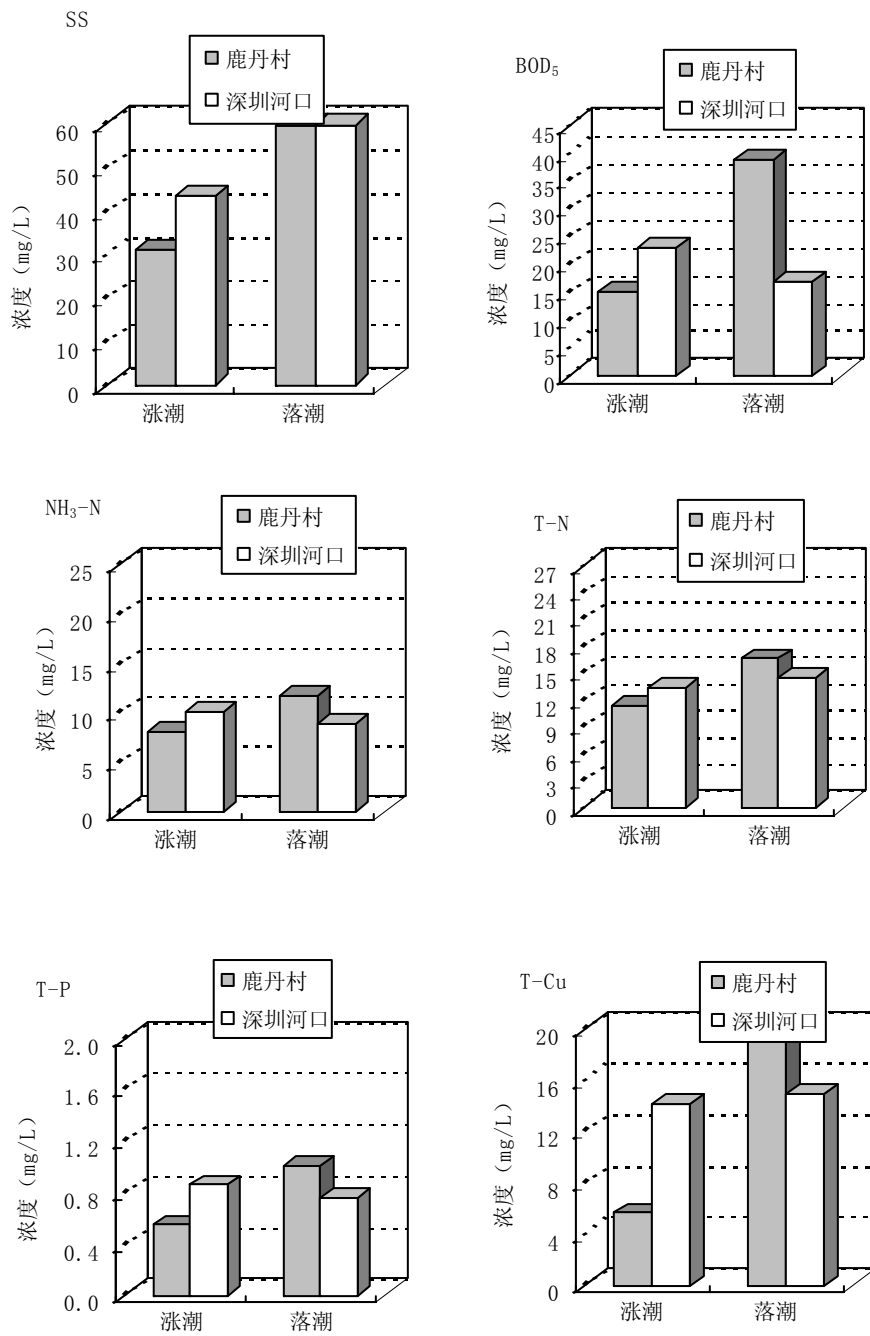 SS
鹿丹村
深圳河口
60
50
40
30
20
10
0
浓度（mg/L）
涨潮
落潮
BOD₅
鹿丹村
深圳河口
45
40
35
30
25
20
15
10
5
0
浓度（mg/L）
涨潮
落潮
NH₃-N
鹿丹村
深圳河口
25
20
15
10
5
0
浓度（mg/L）
涨潮
落潮
T-N
鹿丹村
深圳河口
27
24
21
18
15
12
9
6
3
0
浓度（mg/L）
涨潮
落潮
T-P
鹿丹村
深圳河口
2.0
1.6
1.2
0.8
0.4
0.0
浓度（mg/L）
涨潮
落潮
T-Cu
鹿丹村
深圳河口
20
16
12
8
4
0
浓度（mg/L）
涨潮
落潮